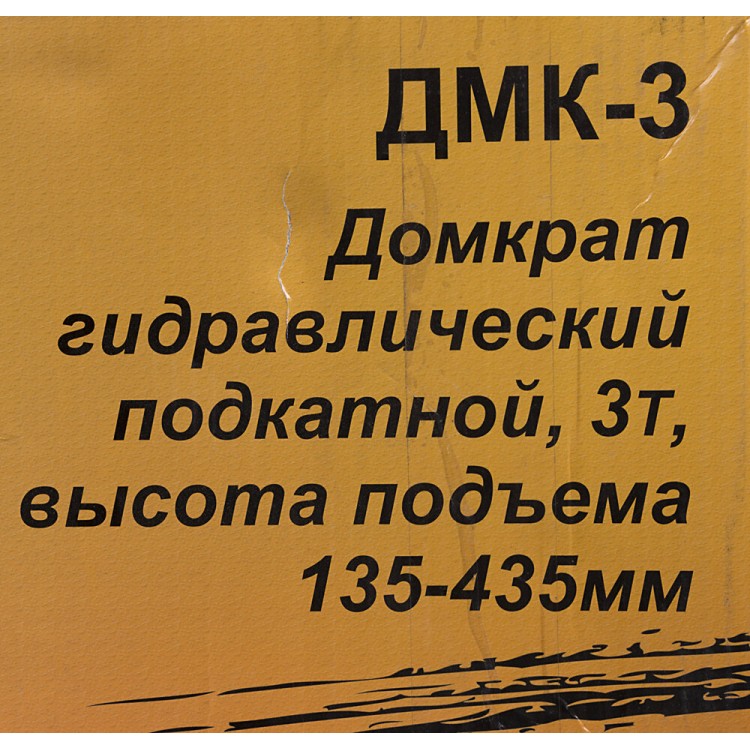 ДМК-3
Домкрат
гидравлический
подкатной, 3т,
высота подъема
135-435мм